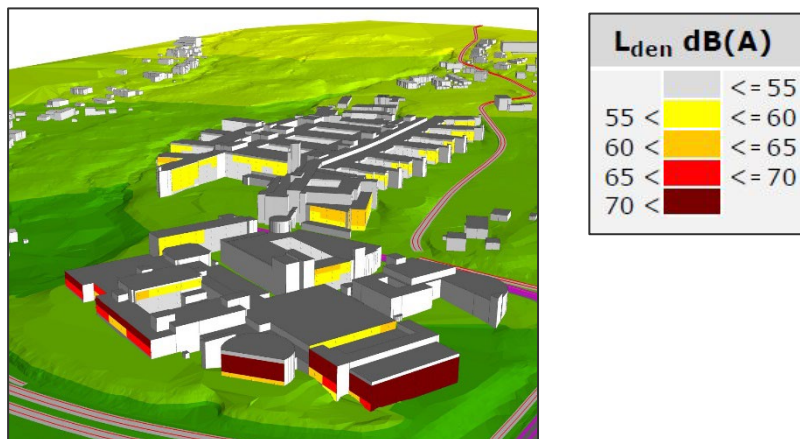 Lden dB(A)
<= 55
55 < <= 60
60 < <= 65
65 < <= 70
70 <